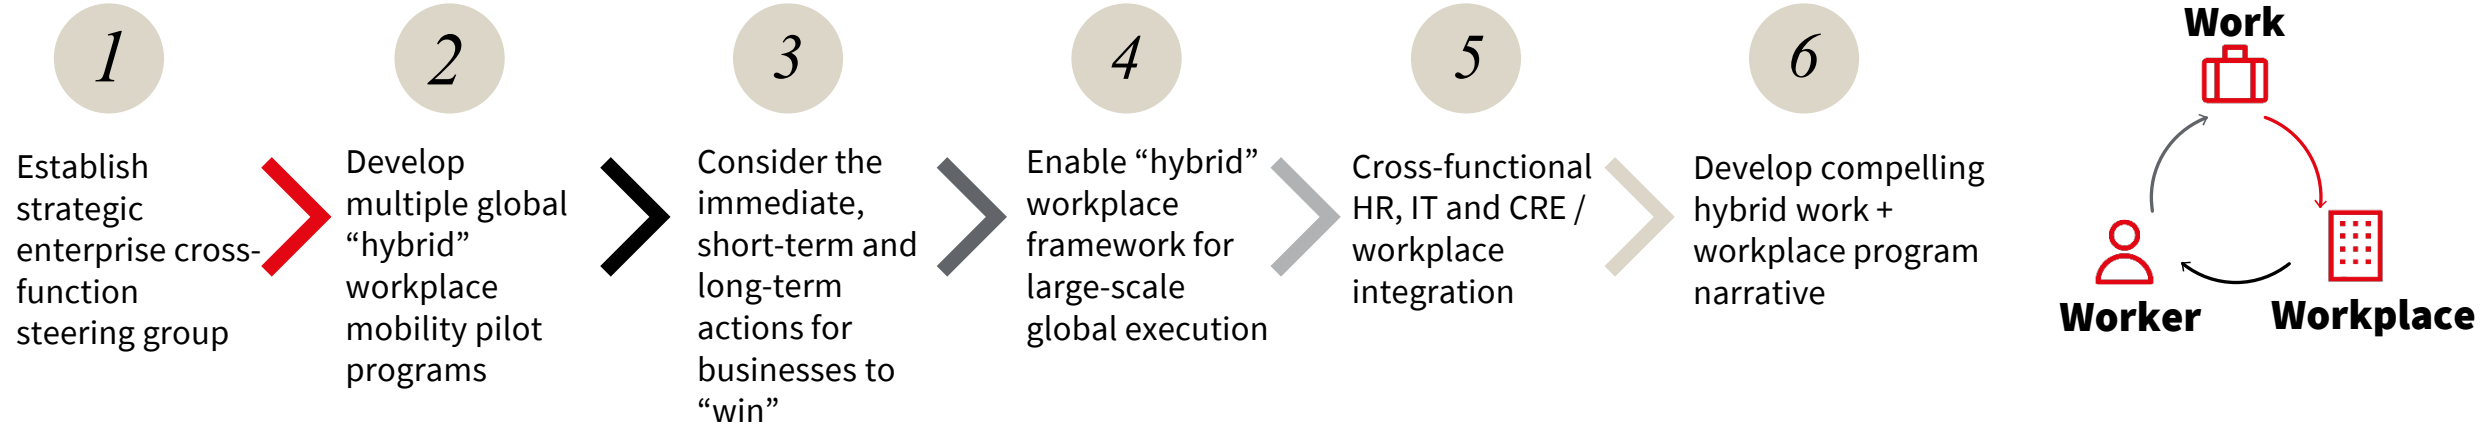 1
Establish
strategic
enterprise cross-
function
steering group
2
Develop
multiple global
“hybrid”
workplace
mobility pilot
programs
3
Consider the
immediate,
short-term and
long-term
actions for
businesses to
“win”
4
Enable “hybrid”
workplace
framework for
large-scale
global execution
5
Cross-functional
HR, IT and CRE /
workplace
integration
6
Develop compelling
hybrid work +
workplace program
narrative
Work
Worker
Workplace